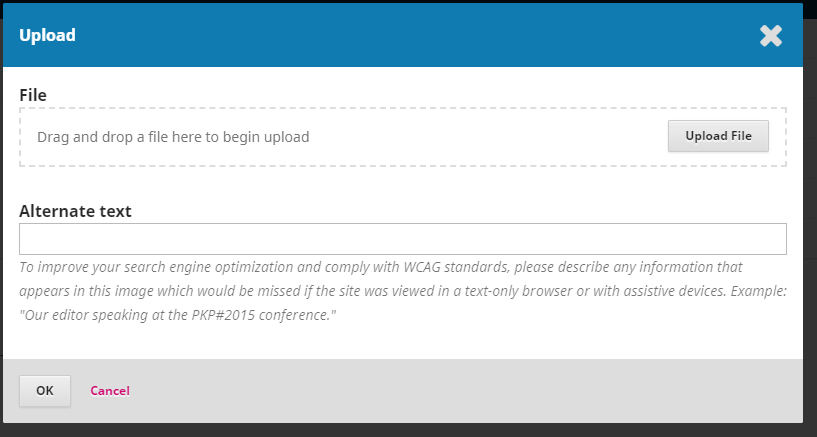 Upload
File
Drag and drop a file here to begin upload
Upload File
Alternate text
To improve your search engine optimization and comply with WCAG standards, please describe any information that
appears in this image which would be missed if the site was viewed in a text-only browser or with assistive devices. Example:
"Our editor speaking at the PKP#2015 conference."
OK
Cancel